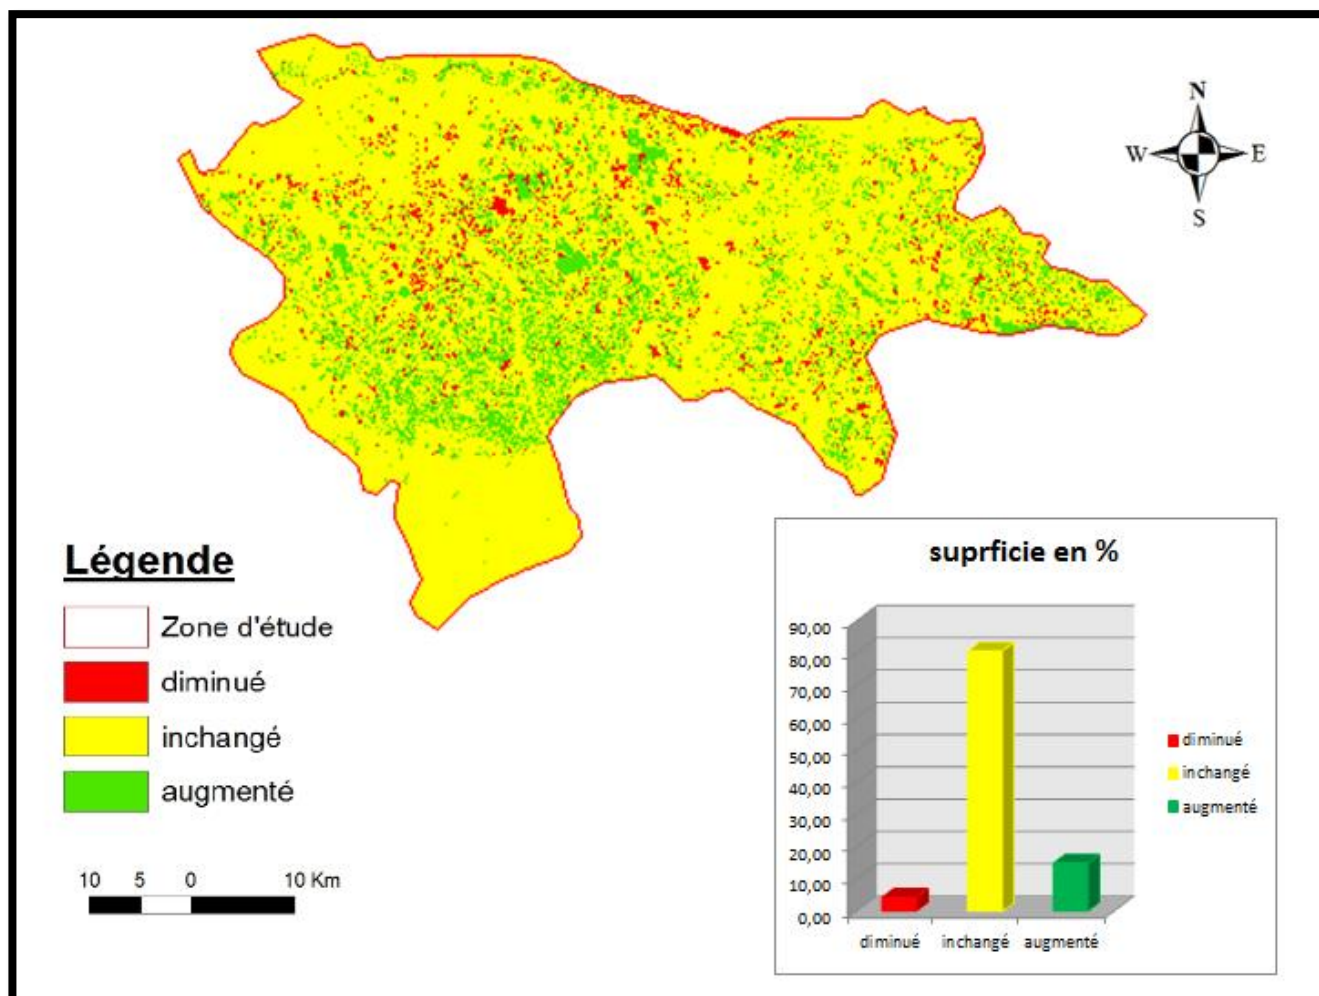 N
W E
S
Légende
Zone d'étude
diminué
inchangé
augmenté
10 5 0 10 Km
suprficie en %
90,00
80,00
70,00
60,00
50,00
40,00
30,00
20,00
10,00
0,00
diminué inchangé augmenté
diminué
inchangé
augmenté